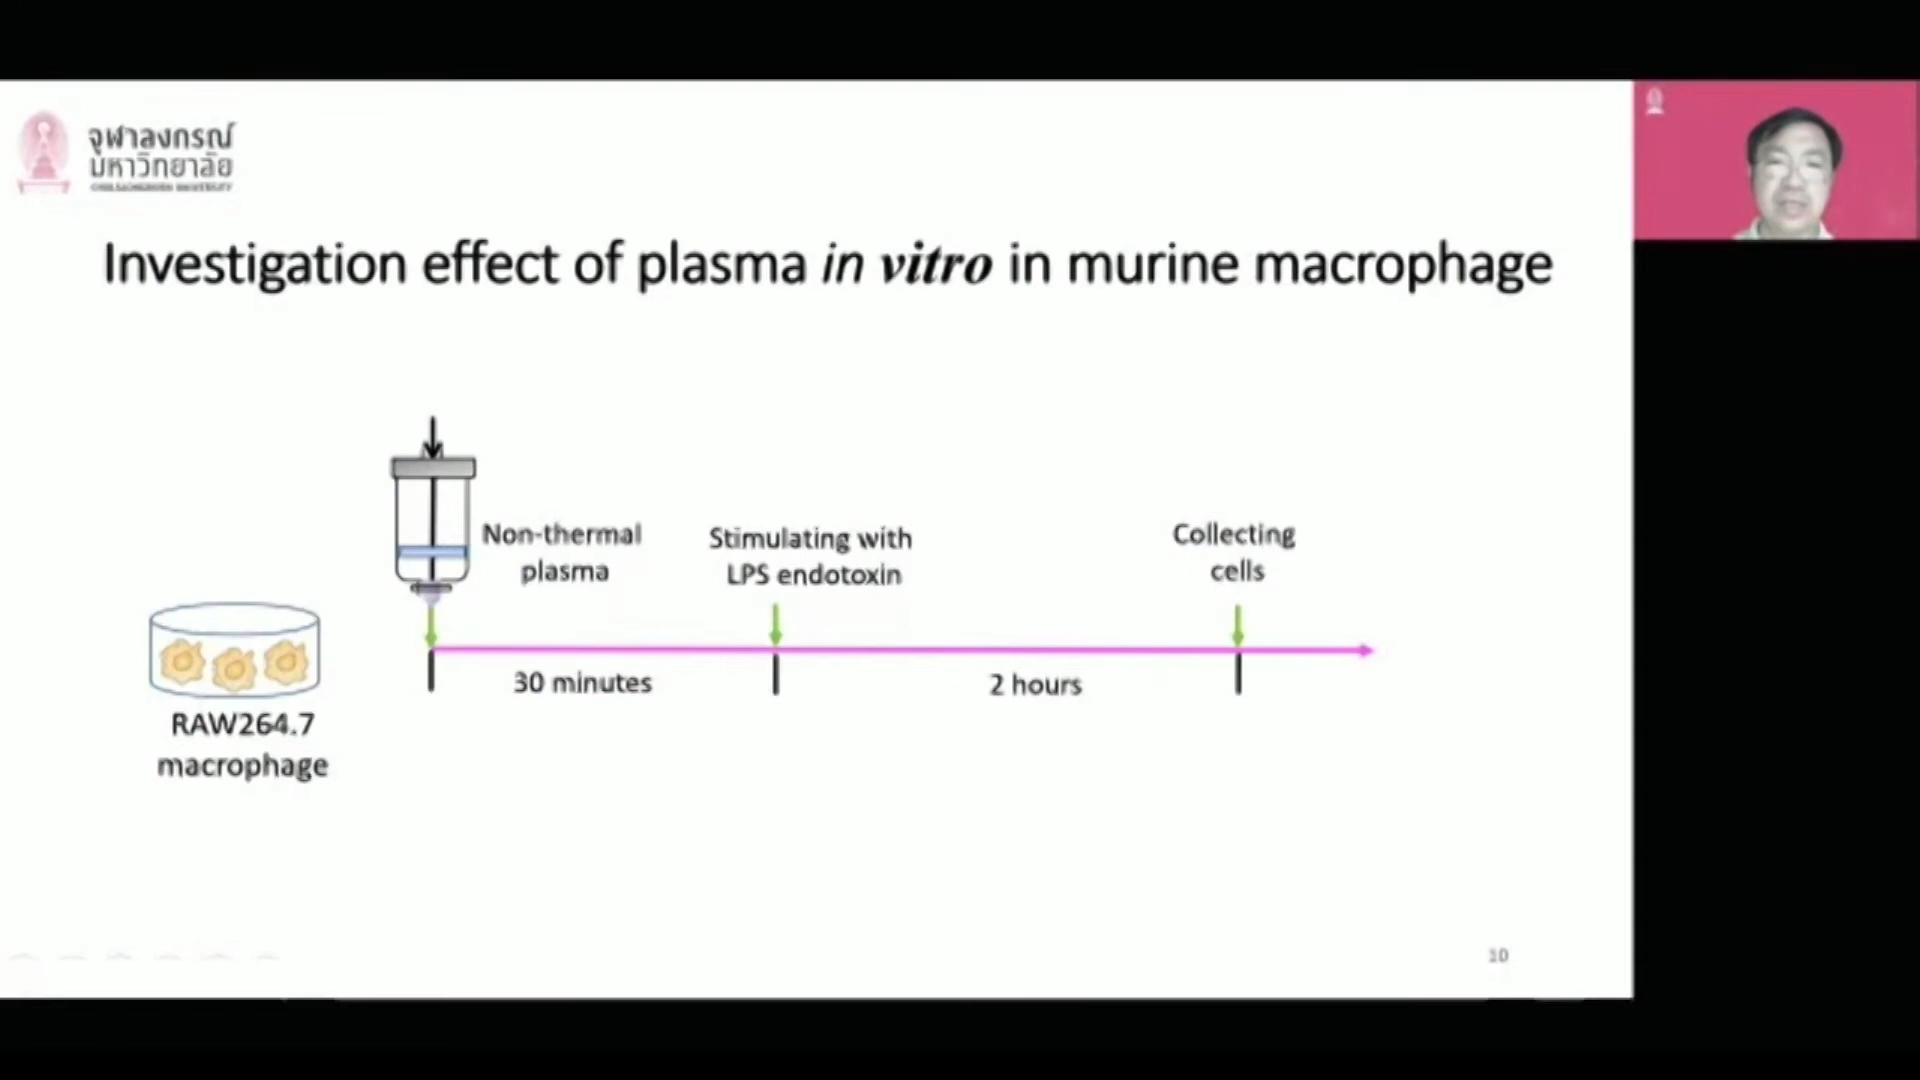 จุฬาลงกรณ์
มหาวิทยาลัย
CHULALONGKORN UNIVERSITY
Investigation effect of plasma in vitro in murine macrophage
Non-thermal
plasma
Stimulating with
LPS endotoxin
Collecting
cells
30 minutes
2 hours
RAW264.7
macrophage
10